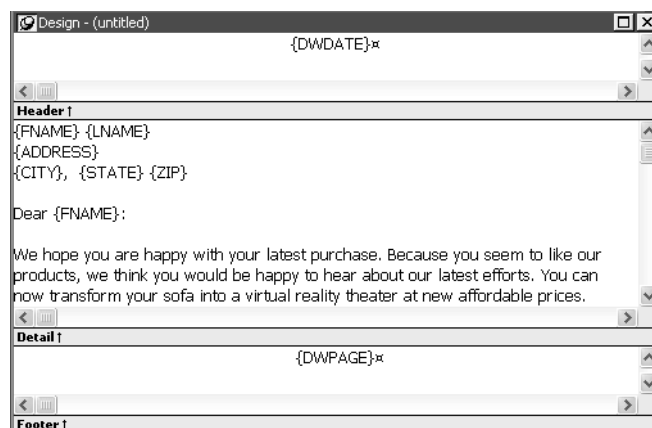 Design - (untitled)
{DWDATE}¤
Header ↑
{FNAME} {LNAME}
{ADDRESS}
{CITY},  {STATE} {ZIP}
Dear {FNAME}:
We hope you are happy with your latest purchase. Because you seem to like our
products, we think you would be happy to hear about our latest efforts. You can
now transform your sofa into a virtual reality theater at new affordable prices.
Detail ↑
{DWPAGE}¤
Footer ↑